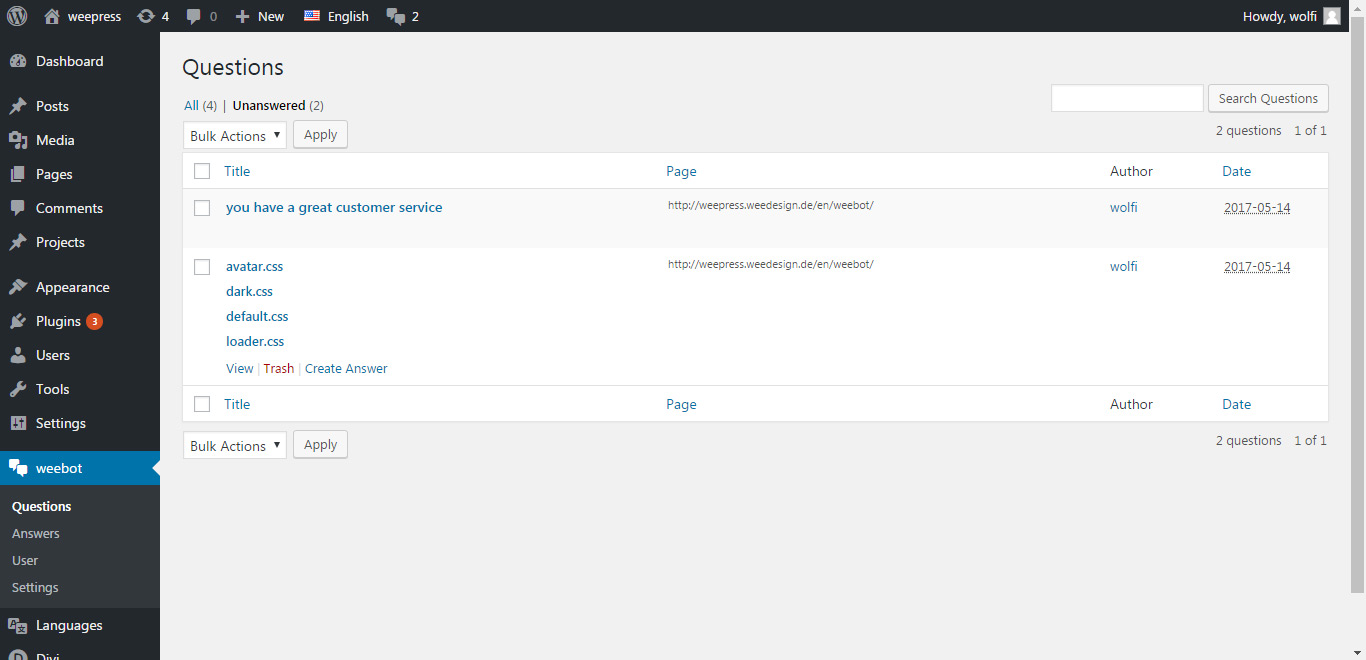 weepress 4 0 New English 2 Howdy, wolfi
Dashboard
Posts
Media
Pages
Comments
Projects
Appearance
Plugins 3
Users
Tools
Settings
weebot
Questions
Answers
User
Settings
Languages
Divi
Questions
All (4) | Unanswered (2)
Search Questions
Bulk Actions Apply
2 questions 1 of 1
Title Page Author Date
you have a great customer service http://weepress.weedesign.de/en/weebot/ wolfi 2017-05-14
avatar.css http://weepress.weedesign.de/en/weebot/ wolfi 2017-05-14
dark.css
default.css
loader.css
View | Trash | Create Answer
Title Page Author Date
Bulk Actions Apply
2 questions 1 of 1